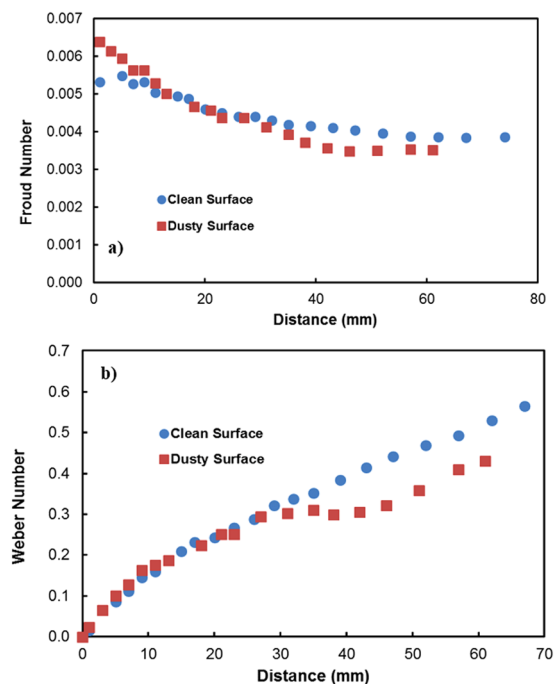 0.007
0.006
0.005
0.004
0.003
0.002
0.001
0.000
Froud Number
Clean Surface
Dusty Surface
a)
0
20
40
60
80
Distance (mm)
0.7
0.6
0.5
0.4
0.3
0.2
0.1
0.0
Weber Number
b)
Clean Surface
Dusty Surface
0
10
20
30
40
50
60
70
Distance (mm)